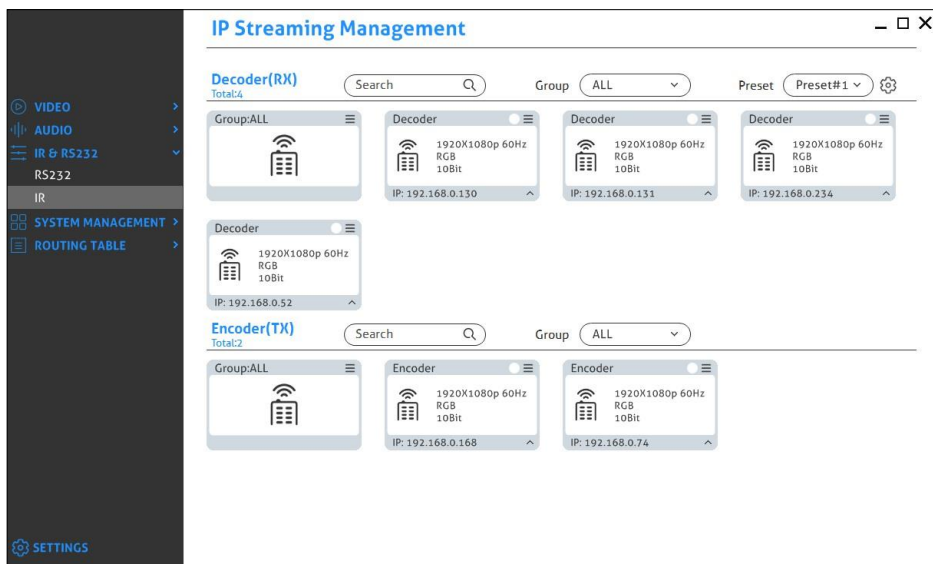 IP Streaming Management
VIDEO
AUDIO
IR & RS232
RS232
IR
SYSTEM MANAGEMENT
ROUTING TABLE
SETTINGS
Decoder(RX)
Total:4
Search
Group ALL
Preset Preset#1
Group:ALL
Decoder
1920X1080p 60Hz
RGB
10Bit
IP: 192.168.0.130
Decoder
1920X1080p 60Hz
RGB
10Bit
IP: 192.168.0.131
Decoder
1920X1080p 60Hz
RGB
10Bit
IP: 192.168.0.234
Decoder
1920X1080p 60Hz
RGB
10Bit
IP: 192.168.0.52
Encoder(TX)
Total:2
Search
Group ALL
Group:ALL
Encoder
1920X1080p 60Hz
RGB
10Bit
IP: 192.168.0.168
Encoder
1920X1080p 60Hz
RGB
10Bit
IP: 192.168.0.74